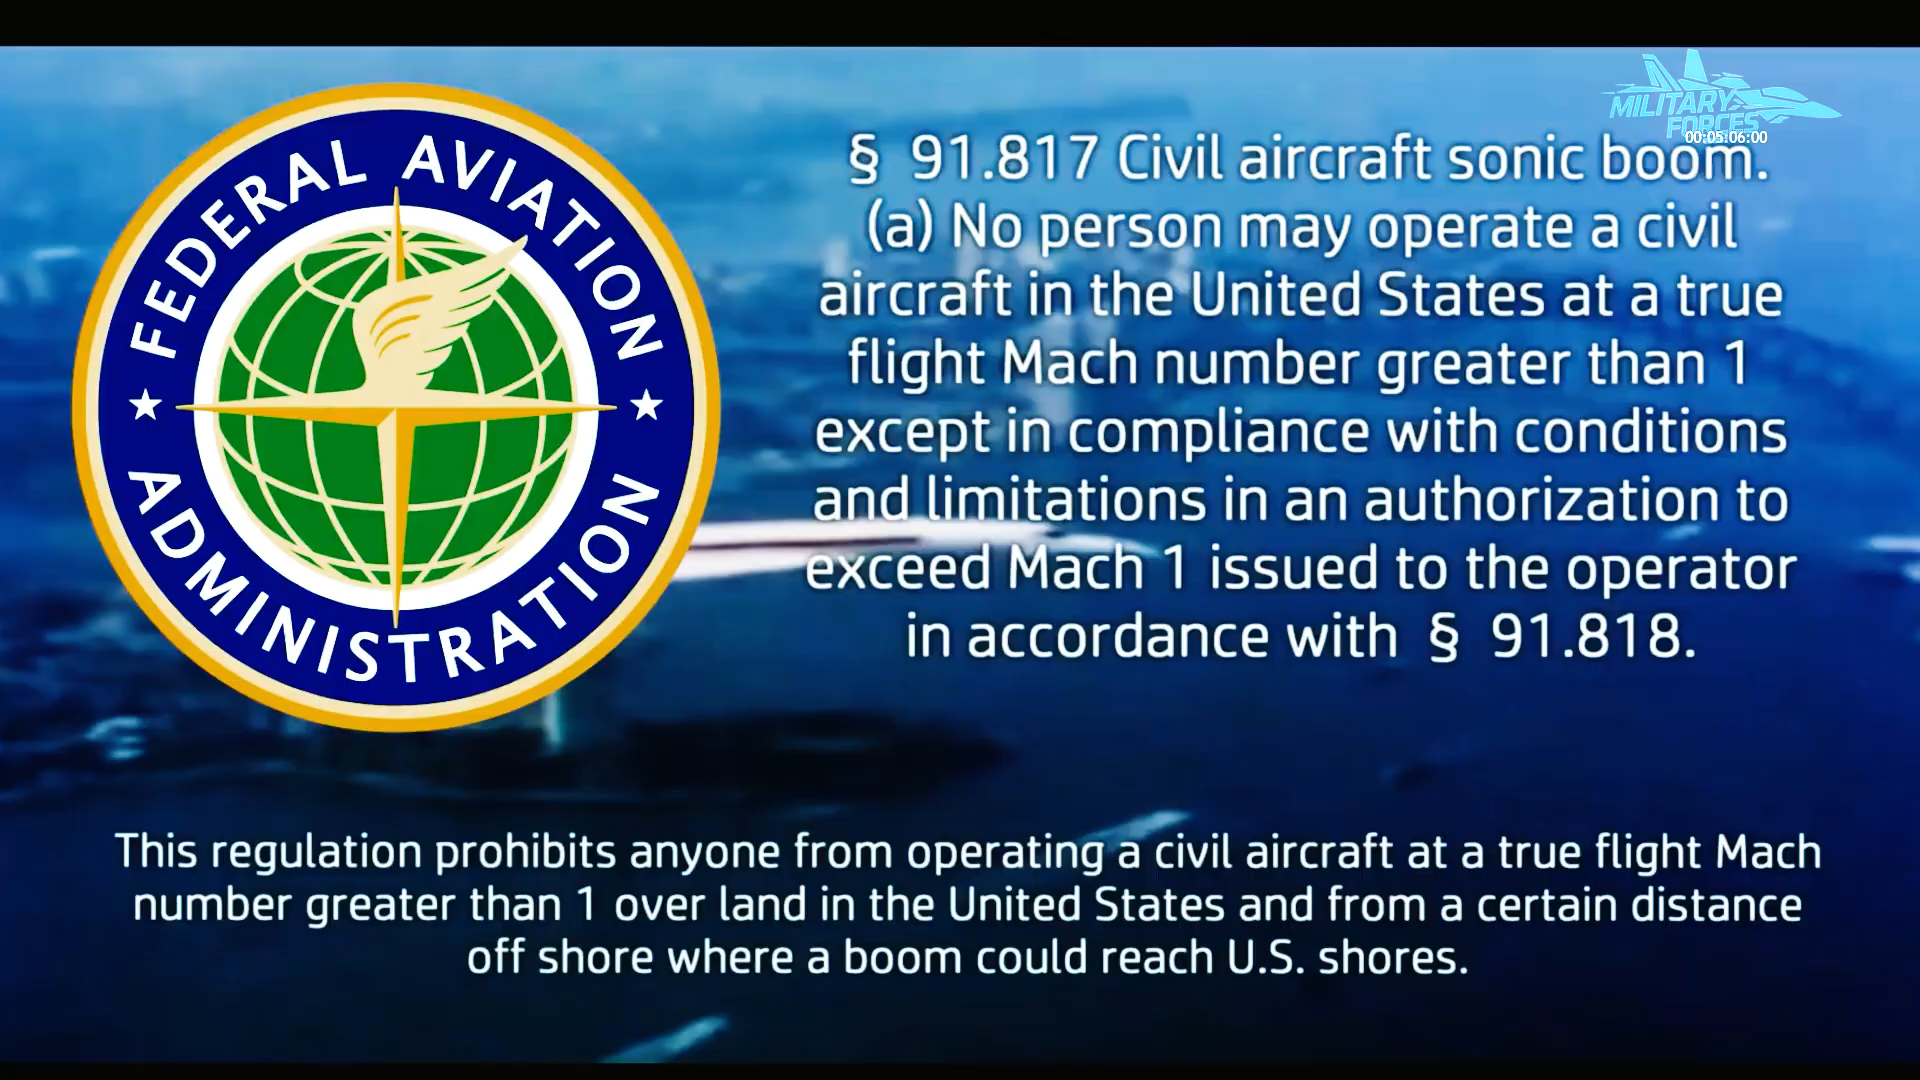 MILITARY
FORCES
00:05:06:00
FEDERAL AVIATION
ADMINISTRATION
§ 91.817 Civil aircraft sonic boom.
(a) No person may operate a civil
aircraft in the United States at a true
flight Mach number greater than 1
except in compliance with conditions
and limitations in an authorization to
exceed Mach 1 issued to the operator
in accordance with § 91.818.
This regulation prohibits anyone from operating a civil aircraft at a true flight Mach
number greater than 1 over land in the United States and from a certain distance
off shore where a boom could reach U.S. shores.